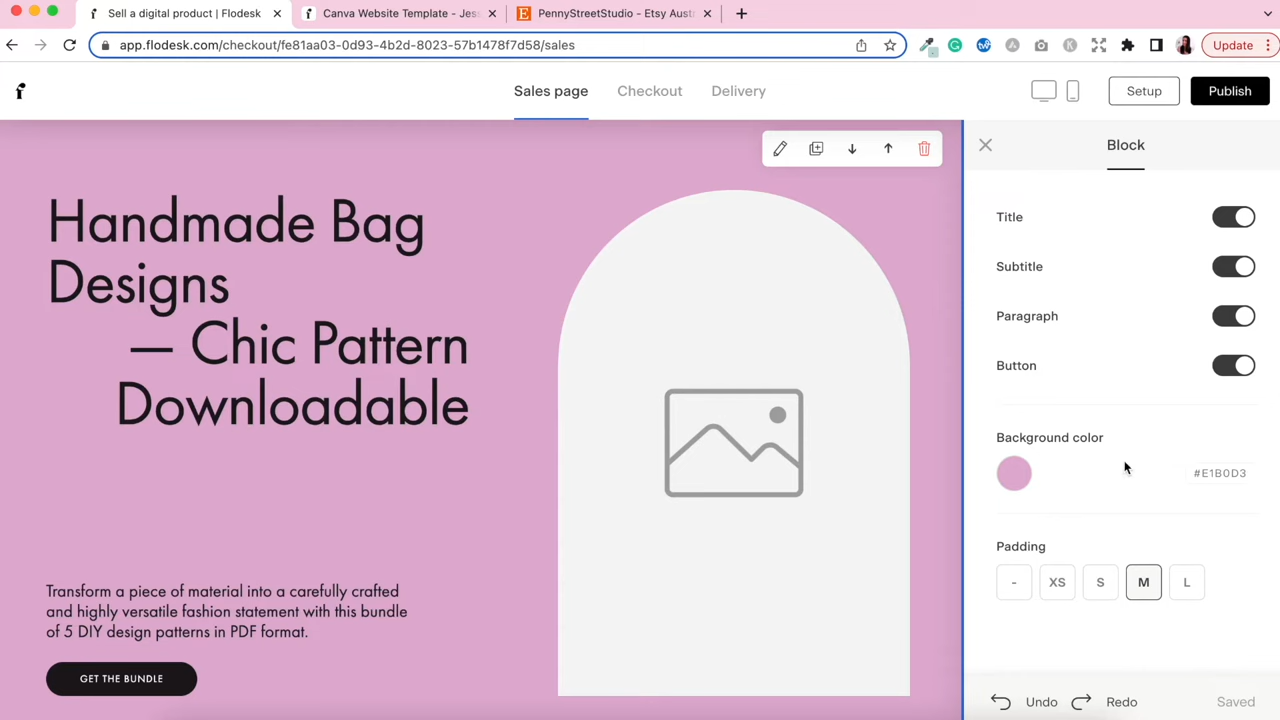 Sell a digital product | Flodesk
Canva Website Template - Jes
PennyStreetStudio - Etsy Aust
app.flodesk.com/checkout/fe81aa03-0d93-4b2d-8023-57b1478f7d58/sales
Update
Sales page
Checkout
Delivery
Setup
Publish
Handmade Bag
Designs
— Chic Pattern
Downloadable
Transform a piece of material into a carefully crafted
and highly versatile fashion statement with this bundle
of 5 DIY design patterns in PDF format.
GET THE BUNDLE
Block
Title
Subtitle
Paragraph
Button
Background color
#E1B0D3
Padding
-
XS
S
M
L
Undo
Redo
Saved